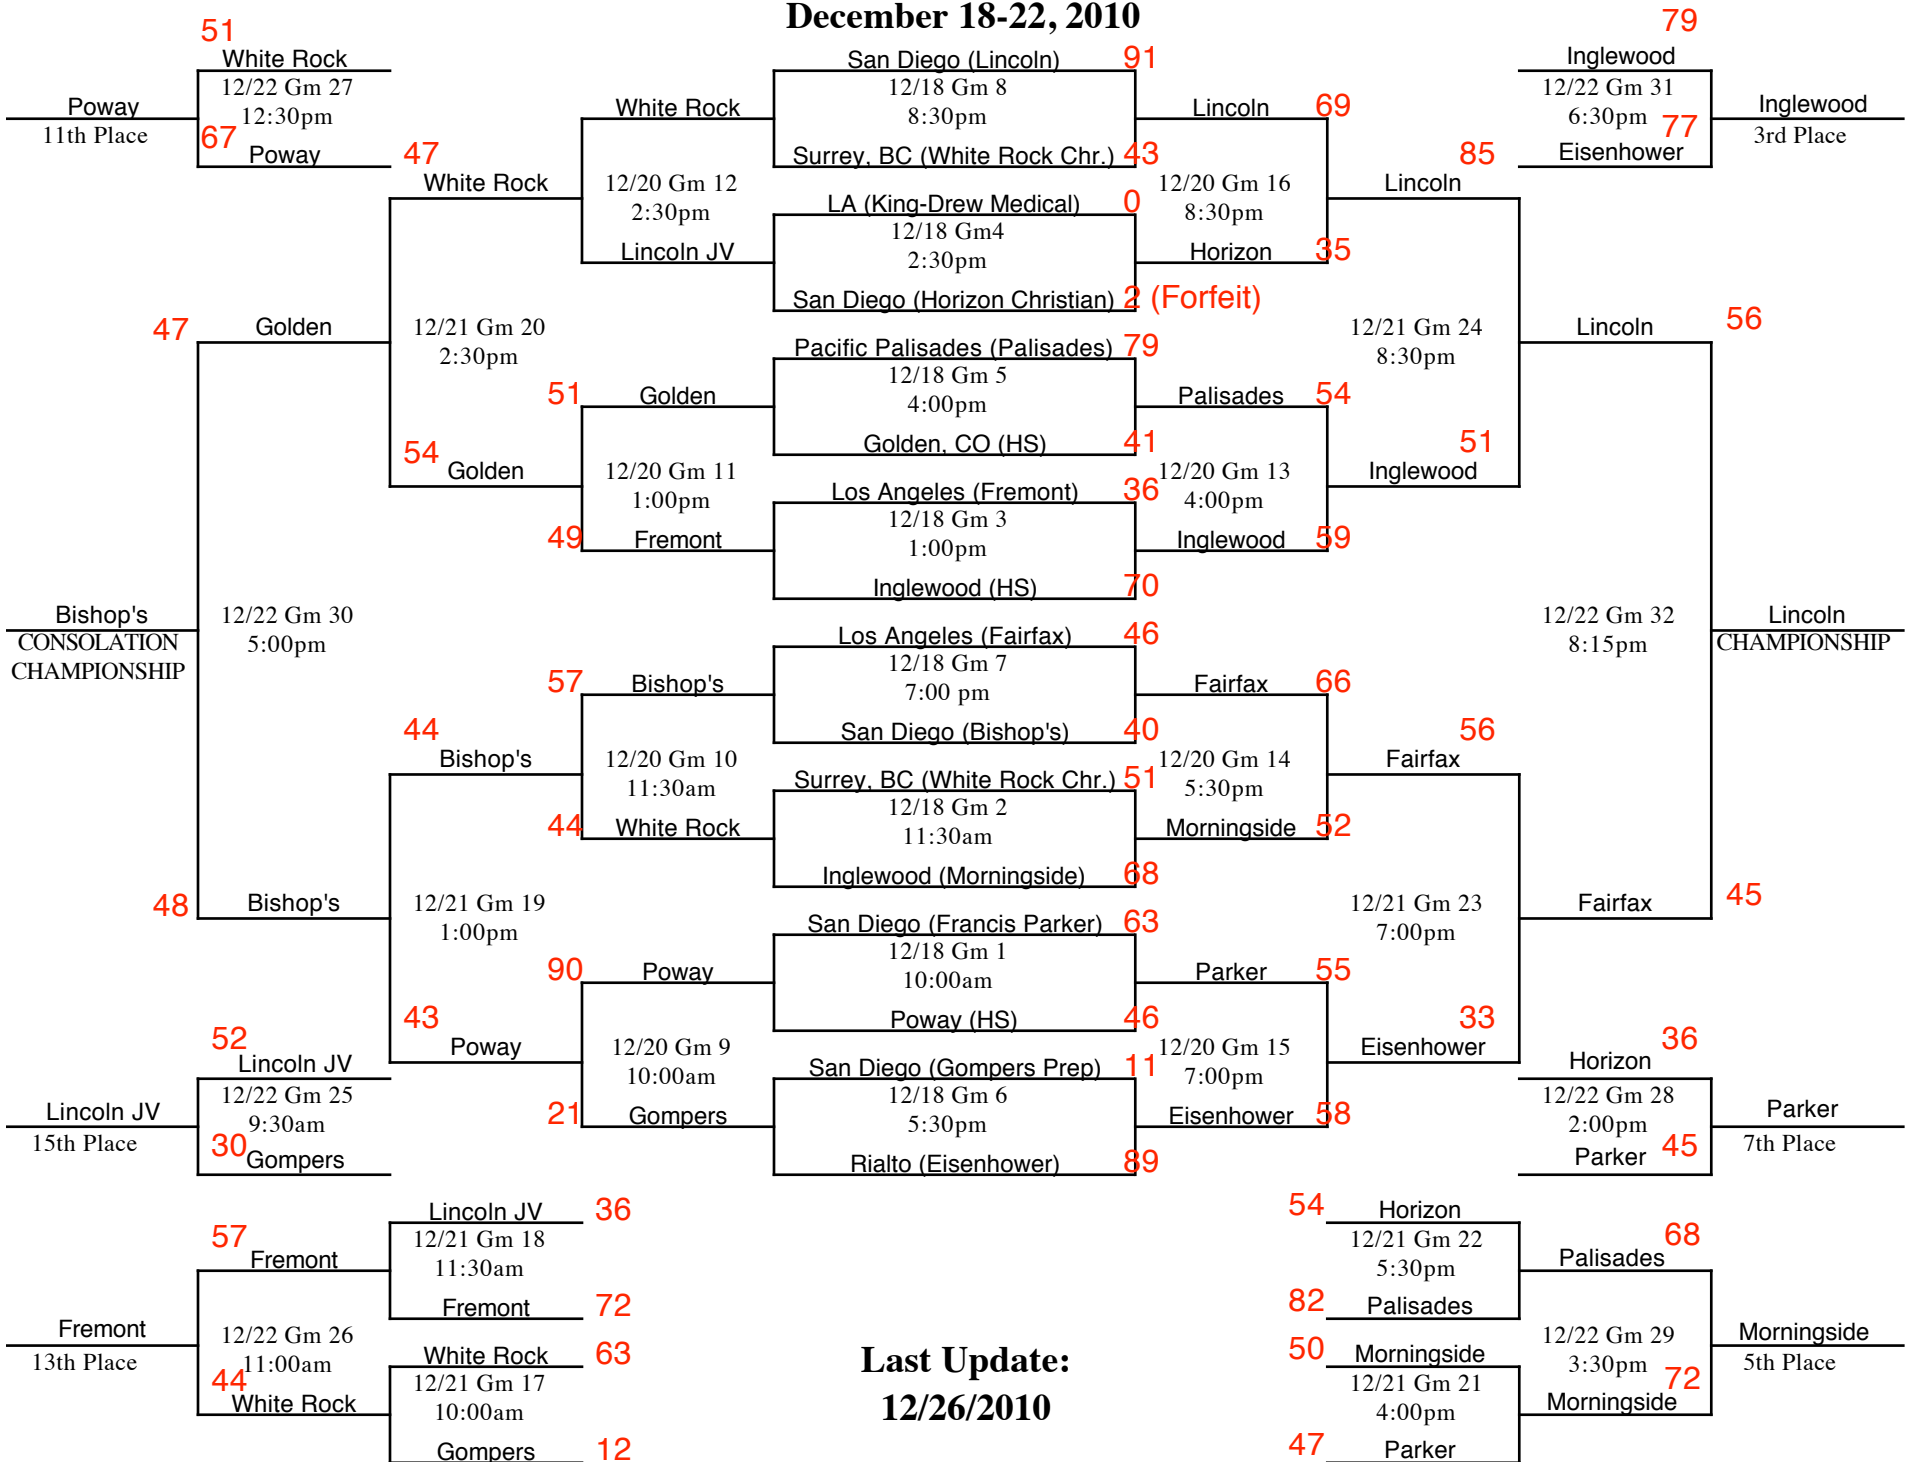 December 18-22, 2010
51
White Rock
12/22 Gm 27
12:30pm
67
Poway
Poway
11th Place
47
White Rock
White Rock
12/20 Gm 12
2:30pm
Lincoln JV
47
Golden
12/21 Gm 20
2:30pm
51
Golden
54
Golden
12/20 Gm 11
1:00pm
49
Fremont
Bishop's
CONSOLATION
CHAMPIONSHIP
12/22 Gm 30
5:00pm
57
Bishop's
44
Bishop's
12/20 Gm 10
11:30am
44
White Rock
48
Bishop's
12/21 Gm 19
1:00pm
90
Poway
43
Poway
12/20 Gm 9
10:00am
21
Gompers
52
Lincoln JV
12/22 Gm 25
9:30am
30
Gompers
Lincoln JV
15th Place
Lincoln JV 36
12/21 Gm 18
11:30am
Fremont 72
57
Fremont
12/22 Gm 26
11:00am
44
White Rock
Fremont
13th Place
White Rock 63
12/21 Gm 17
10:00am
Gompers 12
San Diego (Lincoln) 91
12/18 Gm 8
8:30pm
Surrey, BC (White Rock Chr.) 43
LA (King-Drew Medical) 0
12/18 Gm4
2:30pm
San Diego (Horizon Christian) 2 (Forfeit)
Pacific Palisades (Palisades) 79
12/18 Gm 5
4:00pm
Golden, CO (HS) 41
Los Angeles (Fremont) 36
12/18 Gm 3
1:00pm
Inglewood (HS) 70
Los Angeles (Fairfax) 46
12/18 Gm 7
7:00 pm
San Diego (Bishop's) 40
Surrey, BC (White Rock Chr.) 51
12/18 Gm 2
11:30am
Inglewood (Morningside) 68
San Diego (Francis Parker) 63
12/18 Gm 1
10:00am
Poway (HS) 46
San Diego (Gompers Prep) 11
12/18 Gm 6
5:30pm
Rialto (Eisenhower) 89
Last Update:
12/26/2010
Lincoln 69
12/20 Gm 16
8:30pm
Horizon 35
Palisades 54
12/20 Gm 13
4:00pm
Inglewood 59
Fairfax 66
12/20 Gm 14
5:30pm
Morningside 52
Parker 55
12/20 Gm 15
7:00pm
Eisenhower 58
85
Lincoln
12/21 Gm 24
8:30pm
51
Inglewood
56
Fairfax
12/21 Gm 23
7:00pm
33
Eisenhower
Lincoln 56
12/22 Gm 32
8:15pm
Fairfax 45
Lincoln
CHAMPIONSHIP
79
Inglewood
12/22 Gm 31
6:30pm
77
Eisenhower
Inglewood
3rd Place
36
Horizon
12/22 Gm 28
2:00pm
45
Parker
Parker
7th Place
54 Horizon
12/21 Gm 22
5:30pm
82 Palisades
50 Morningside
12/21 Gm 21
4:00pm
47 Parker
68
Palisades
12/22 Gm 29
3:30pm
72
Morningside
Morningside
5th Place